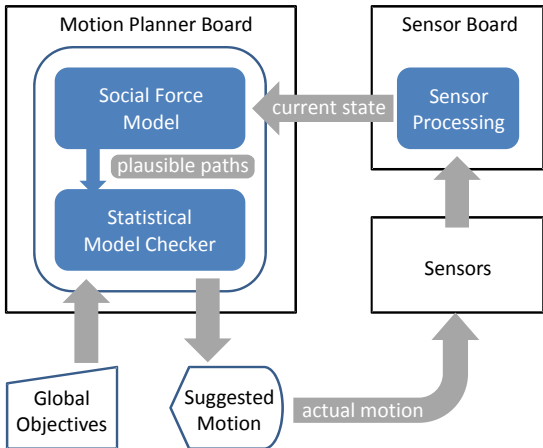 Motion Planner Board
Sensor Board
Social Force
Model
current state
Sensor
Processing
plausible paths
Statistical
Model Checker
Sensors
Global
Objectives
Suggested
Motion
actual motion